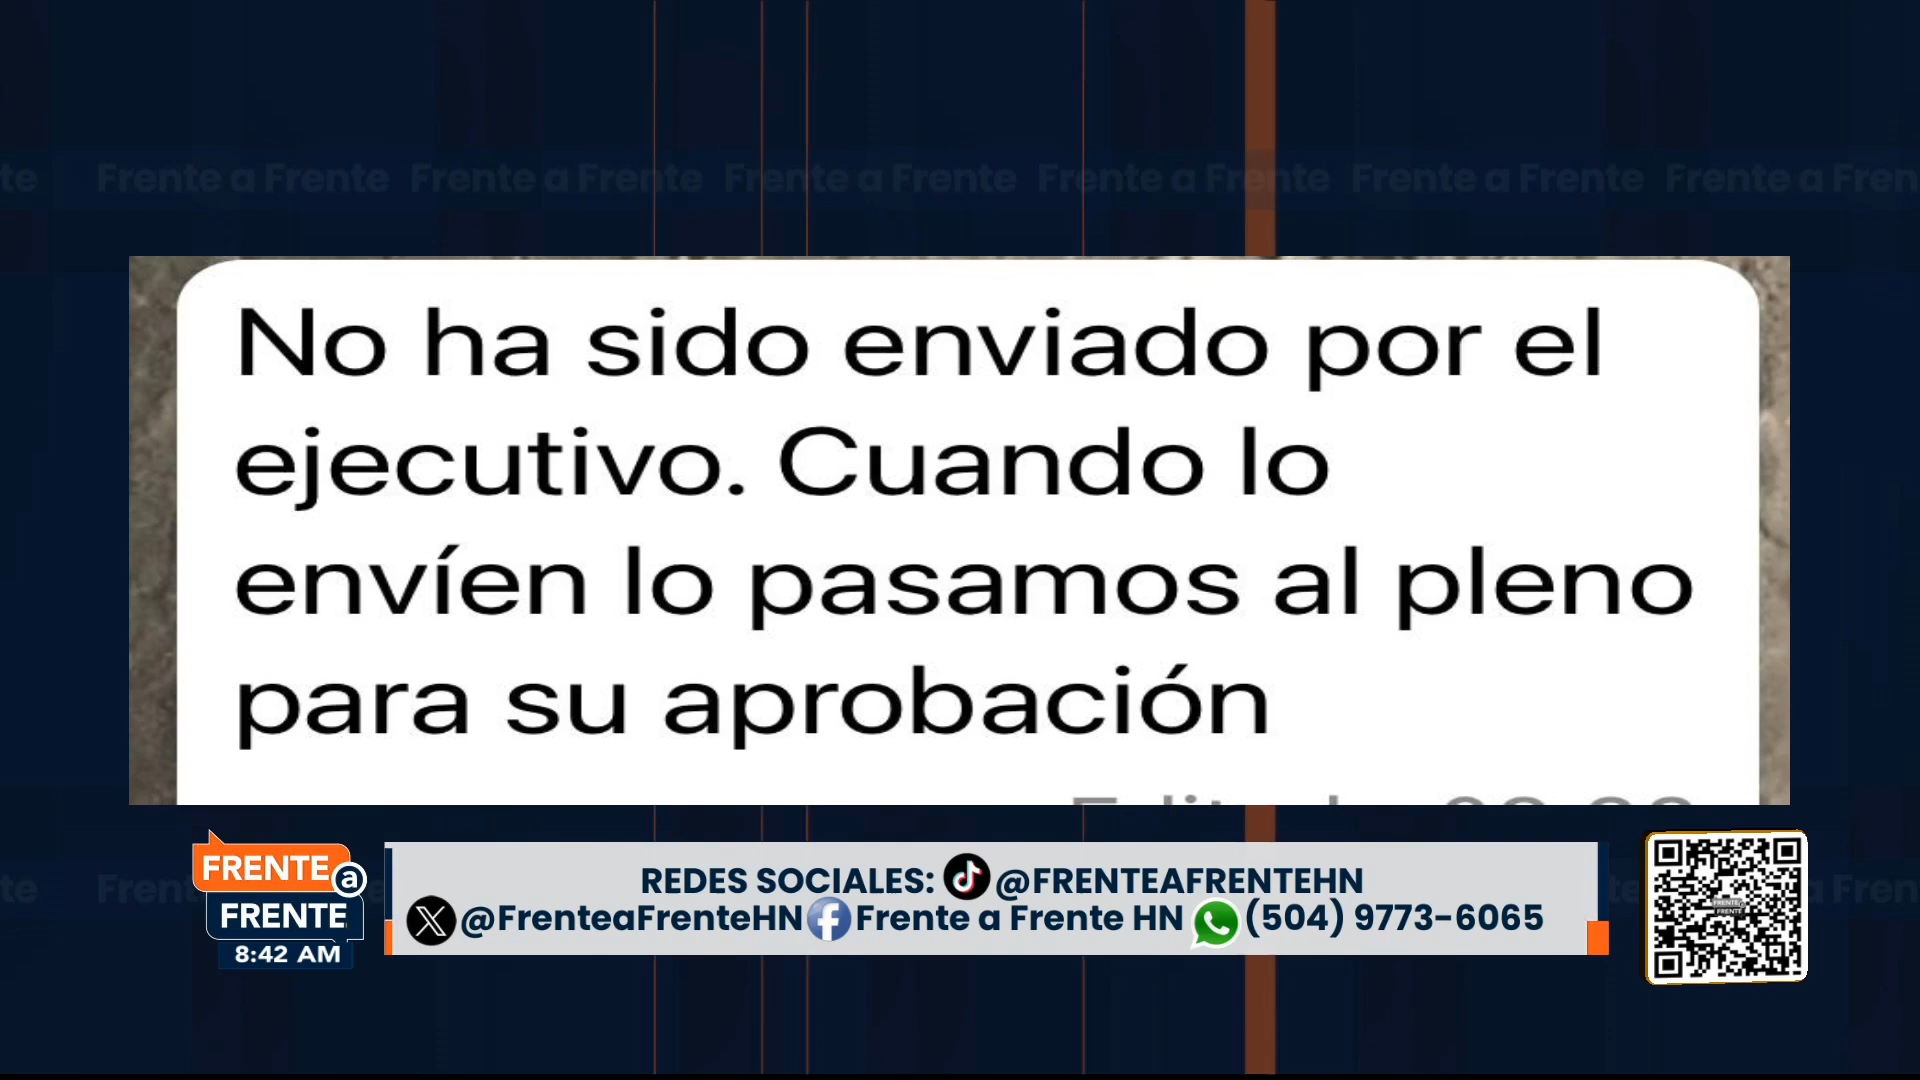 Frente a Frente Frente a Frente Frente a Frente Frente a Frente Frente a Frente
No ha sido enviado por el
ejecutivo. Cuando lo
envíen lo pasamos al pleno
para su aprobación
FRENTE a
FRENTE
8:42 AM
REDES SOCIALES: @FRENTEAFRENTEHN
@FrenteaFrenteHN Frente a Frente HN (504) 9773-6065